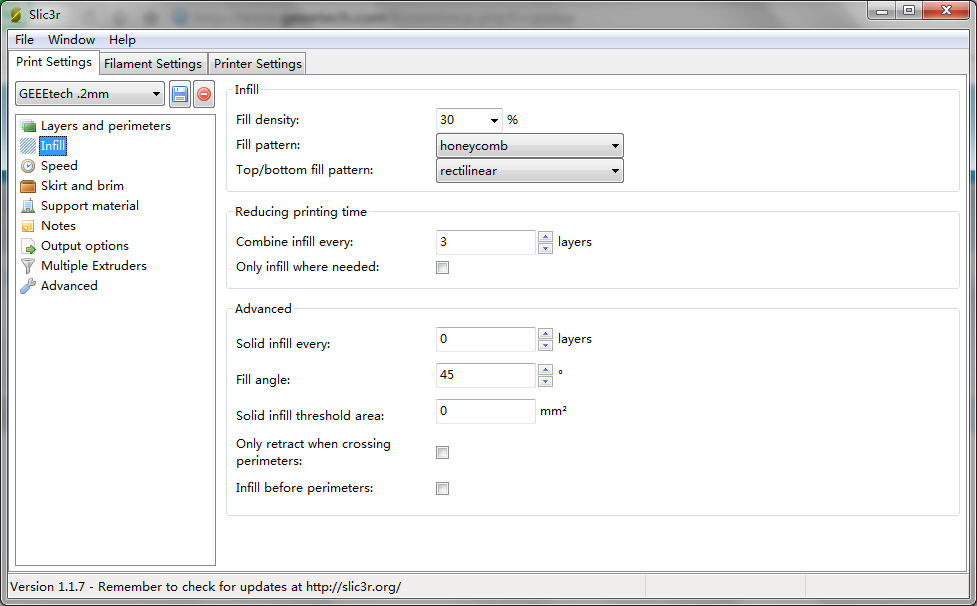 Slic3r
File Window Help
Print Settings Filament Settings Printer Settings
GEEEtech .2mm
Layers and perimeters
Infill
Speed
Skirt and brim
Support material
Notes
Output options
Multiple Extruders
Advanced
Infill
Fill density: 30 %
Fill pattern: honeycomb
Top/bottom fill pattern: rectilinear
Reducing printing time
Combine infill every: 3 layers
Only infill where needed:
Advanced
Solid infill every: 0 layers
Fill angle: 45 °
Solid infill threshold area: 0 mm²
Only retract when crossing
perimeters:
Infill before perimeters:
Version 1.1.7 - Remember to check for updates at http://slic3r.org/